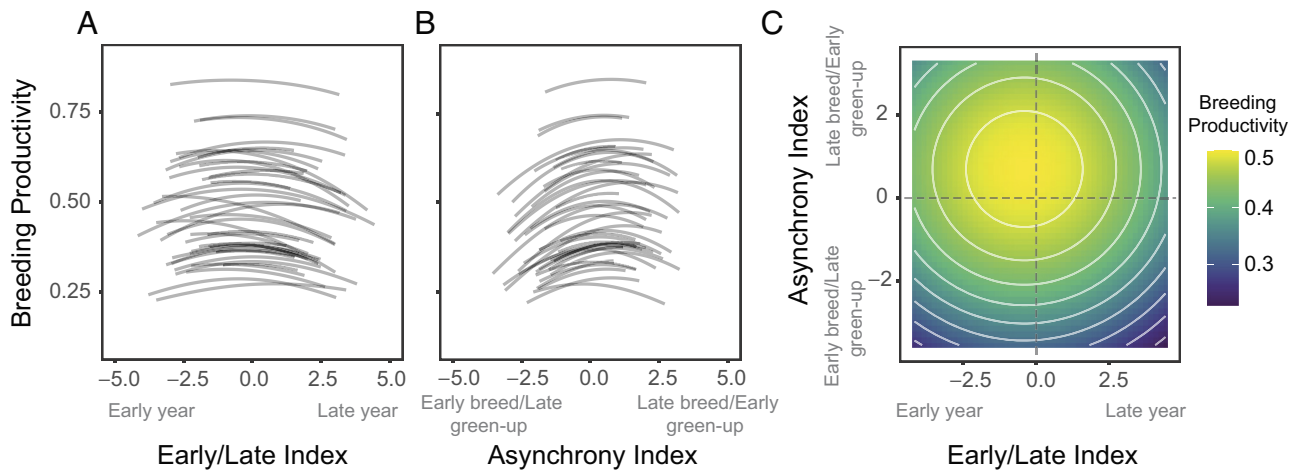 A
B
C
Breeding Productivity
0.75
0.50
0.25
−5.0
−2.5
0.0
2.5
5.0
Early year
Late year
Early/Late Index
−5.0
−2.5
0.0
2.5
5.0
Early breed/Late
green-up
Late breed/Early
green-up
Asynchrony Index
Asynchrony Index
Late breed/Early
green-up
Early breed/Late
green-up
2
0
−2
−2.5
0.0
2.5
Early year
Late year
Early/Late Index
Breeding
Productivity
0.5
0.4
0.3